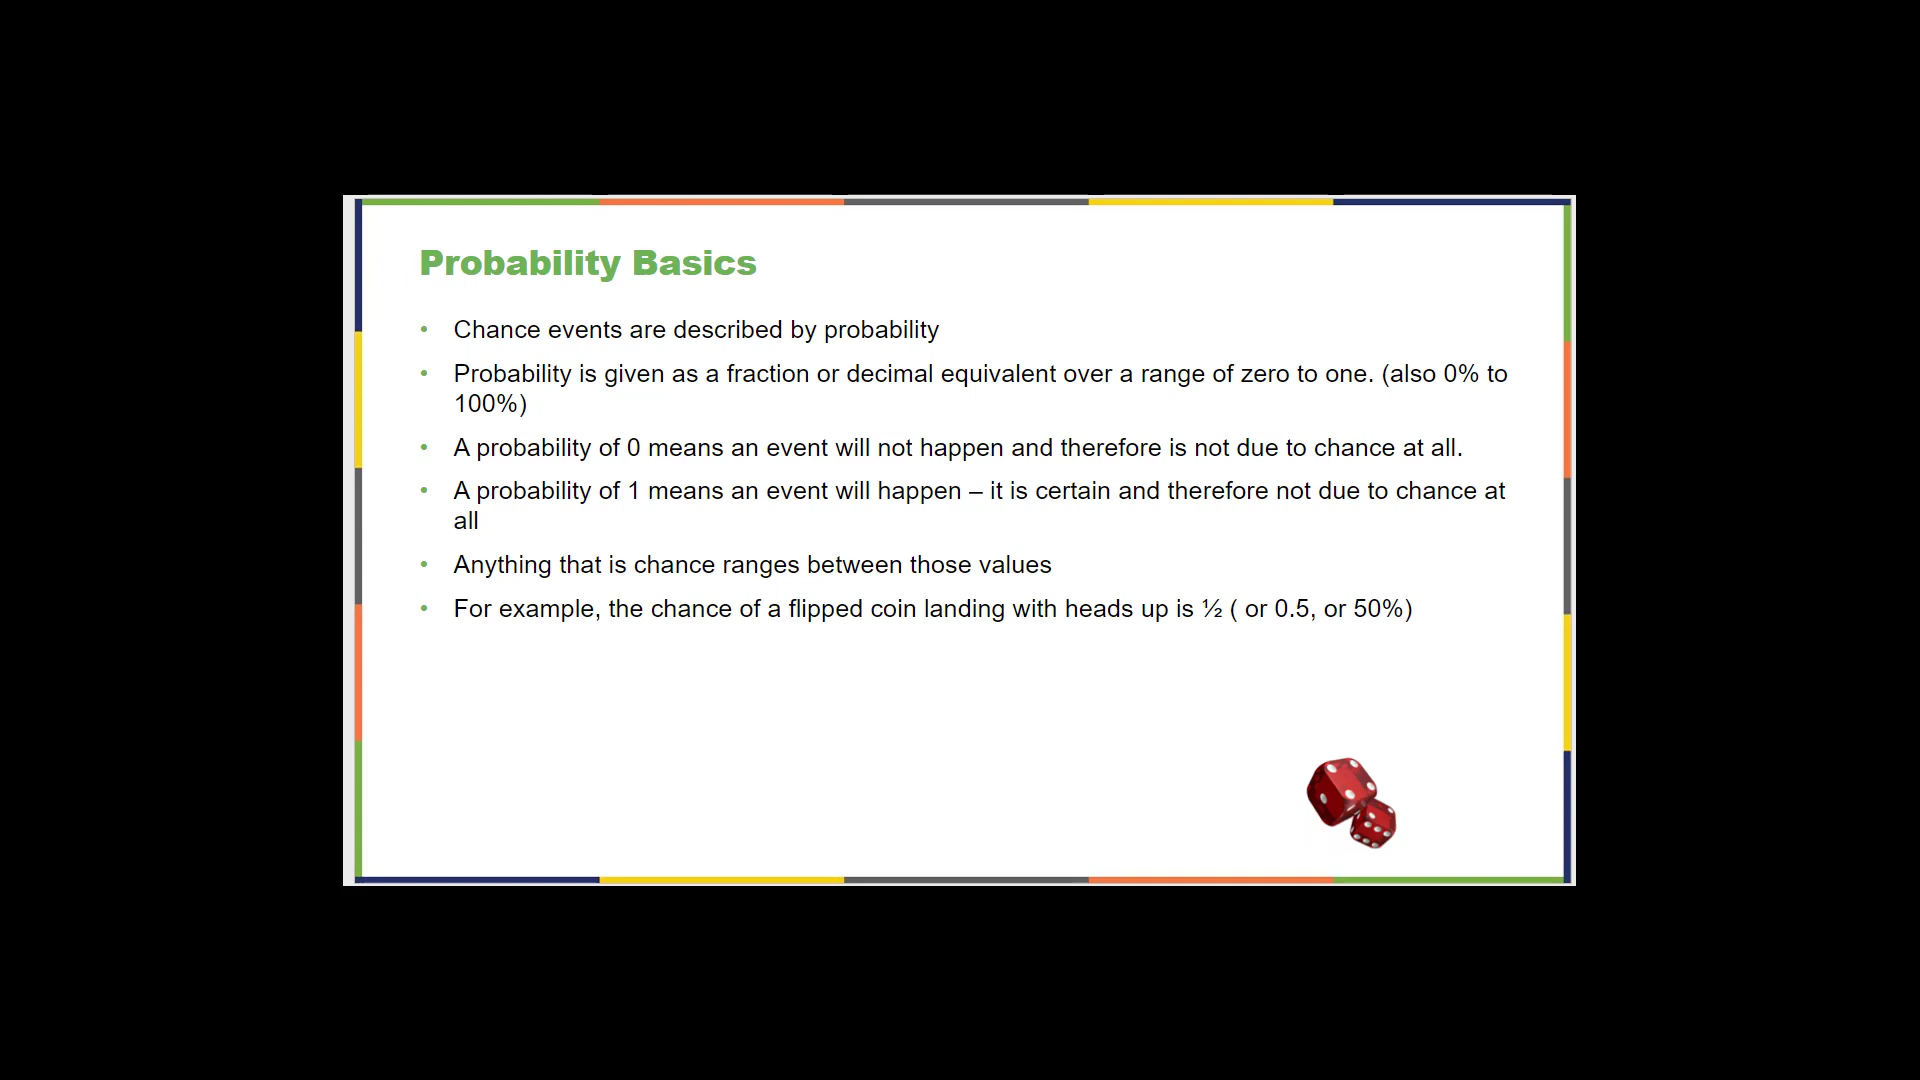 Probability Basics
• Chance events are described by probability
• Probability is given as a fraction or decimal equivalent over a range of zero to one. (also 0% to
100%)
• A probability of 0 means an event will not happen and therefore is not due to chance at all.
• A probability of 1 means an event will happen – it is certain and therefore not due to chance at
all
• Anything that is chance ranges between those values
• For example, the chance of a flipped coin landing with heads up is ½ ( or 0.5, or 50%)